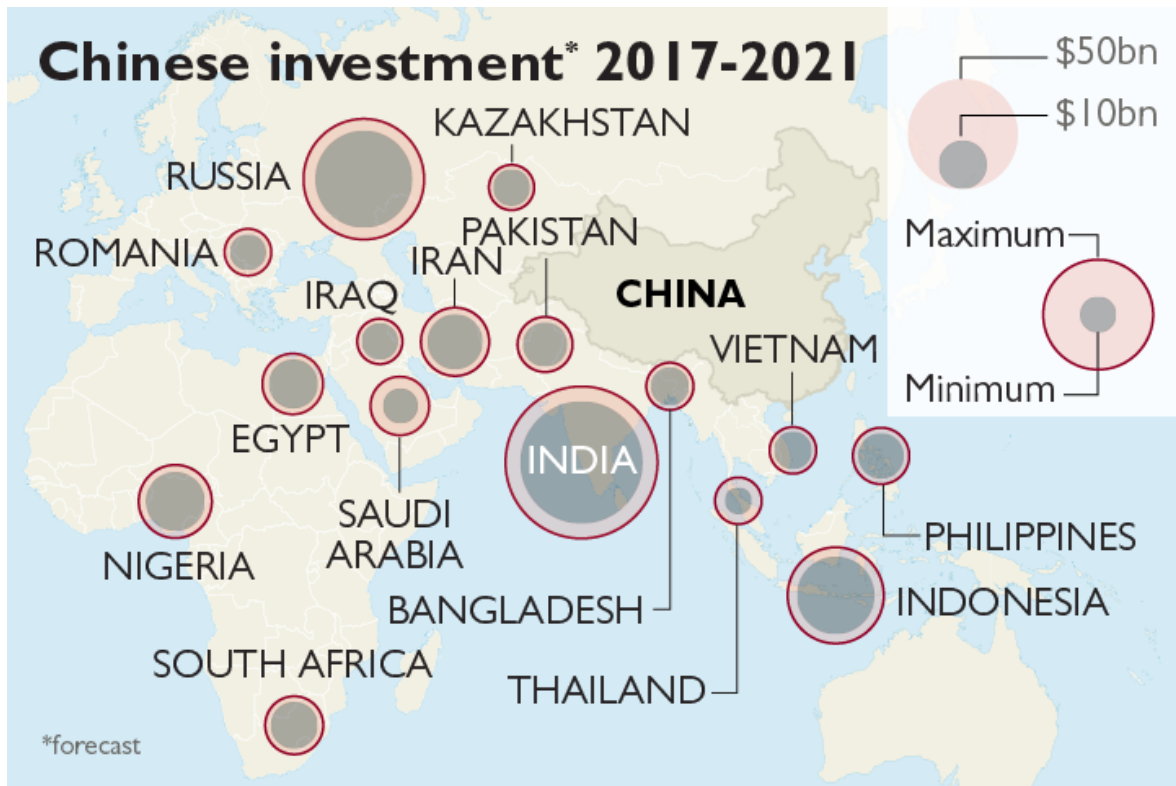 Chinese investment* 2017-2021
$50bn
$10bn
Maximum
Minimum
KAZAKHSTAN
RUSSIA
PAKISTAN
ROMANIA
IRAN
IRAQ
CHINA
VIETNAM
EGYPT
INDIA
SAUDI
ARABIA
NIGERIA
PHILIPPINES
BANGLADESH
INDONESIA
SOUTH AFRICA
THAILAND
*forecast